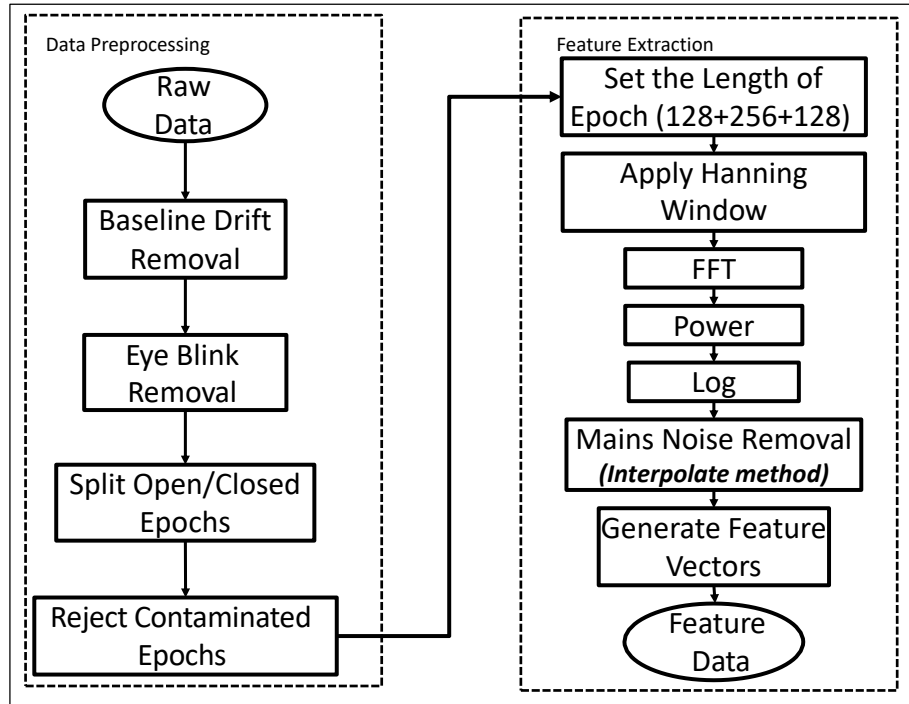 Data Preprocessing
Raw
Data
Baseline Drift
Removal
Eye Blink
Removal
Split Open/Closed
Epochs
Reject Contaminated
Epochs
Feature Extraction
Set the Length of
Epoch (128+256+128)
Apply Hanning
Window
FFT
Power
Log
Mains Noise Removal
(Interpolate method)
Generate Feature
Vectors
Feature
Data